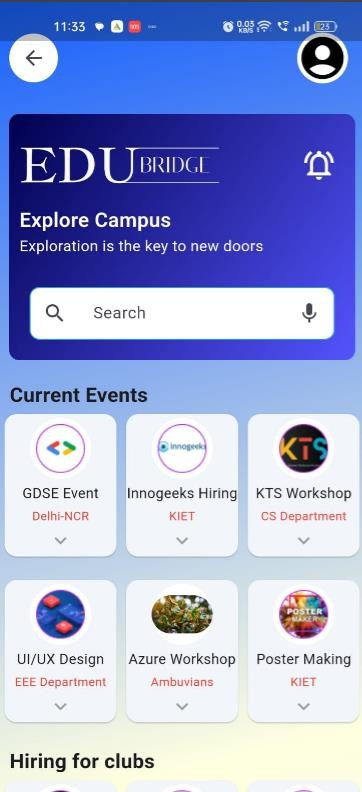 11:33
SOS
0.03 KB/S
23
EDUBRIDGE
Explore Campus
Exploration is the key to new doors
Search
Current Events
innogeeks
KTS
GDSE Event
Innogeeks Hiring
KTS Workshop
Delhi-NCR
KIET
CS Department
POSTER
MAKER
UI/UX Design
Azure Workshop
Poster Making
EEE Department
Ambuvians
KIET
Hiring for clubs